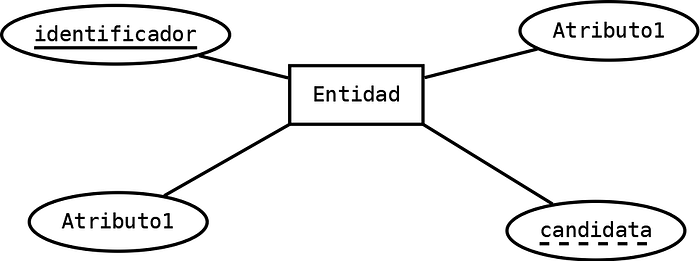 identificador
Atributo1
Entidad
Atributo1
candidata